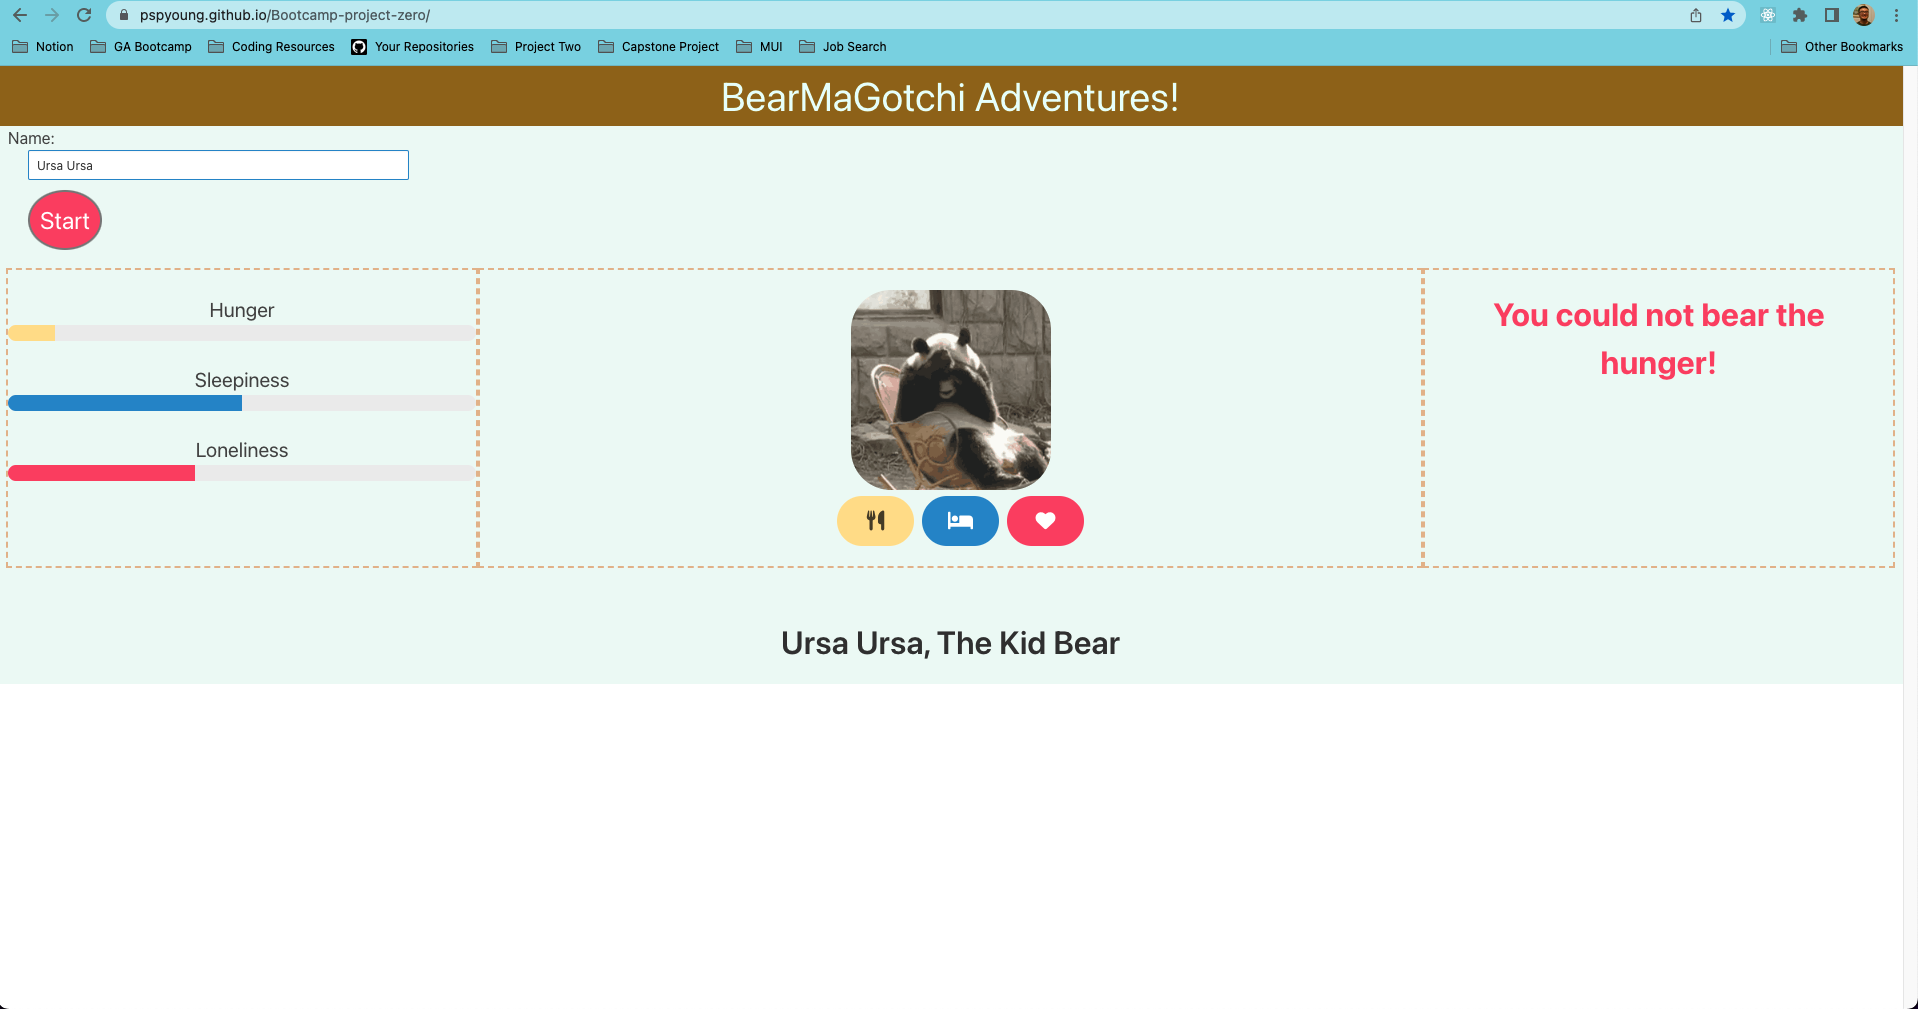 pspyoung.github.io/Bootcamp-project-zero/
Notion GA Bootcamp Coding Resources Your Repositories Project Two Capstone Project MUI Job Search Other Bookmarks
BearMaGotchi Adventures!
Name:
Ursa Ursa
Start
Hunger
Sleepiness
Loneliness
You could not bear the
hunger!
Ursa Ursa, The Kid Bear